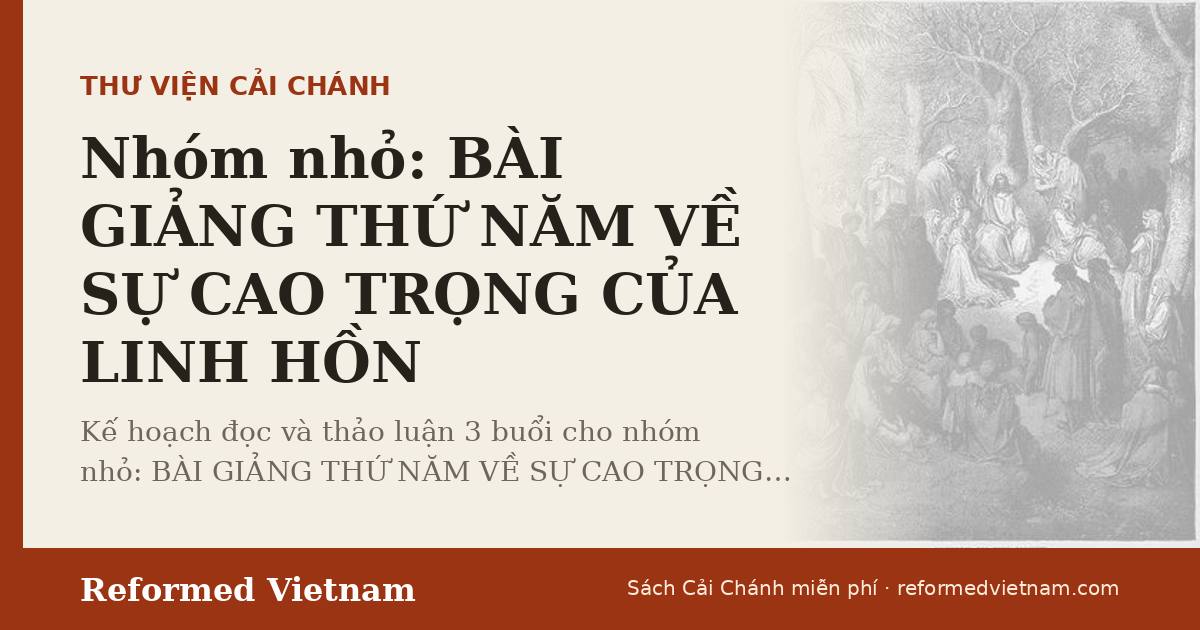 THƯ VIỆN CẢI CHÁNH
Nhóm nhỏ: BÀI
GIẢNG THỨ NĂM VỀ
SỰ CAO TRỌNG CỦA
LINH HỒN
Kế hoạch đọc và thảo luận 3 buổi cho nhóm
nhỏ: BÀI GIẢNG THỨ NĂM VỀ SỰ CAO TRỌNG...
Reformed Vietnam
Sách Cải Chánh miễn phí · reformedvietnam.com